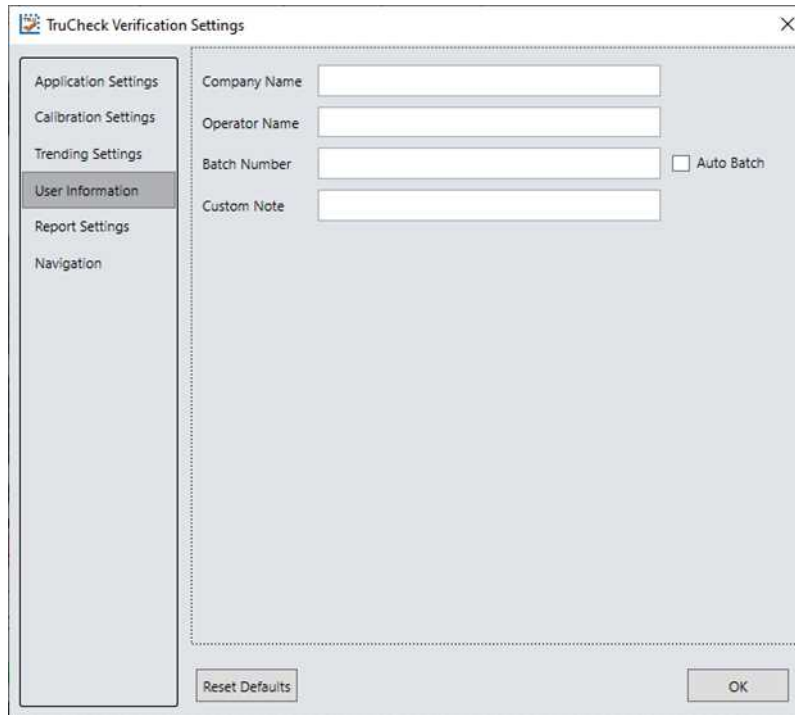 TruCheck Verification Settings
Application Settings
Calibration Settings
Trending Settings
User Information
Report Settings
Navigation
Company Name
Operator Name
Batch Number
Auto Batch
Custom Note
Reset Defaults
OK